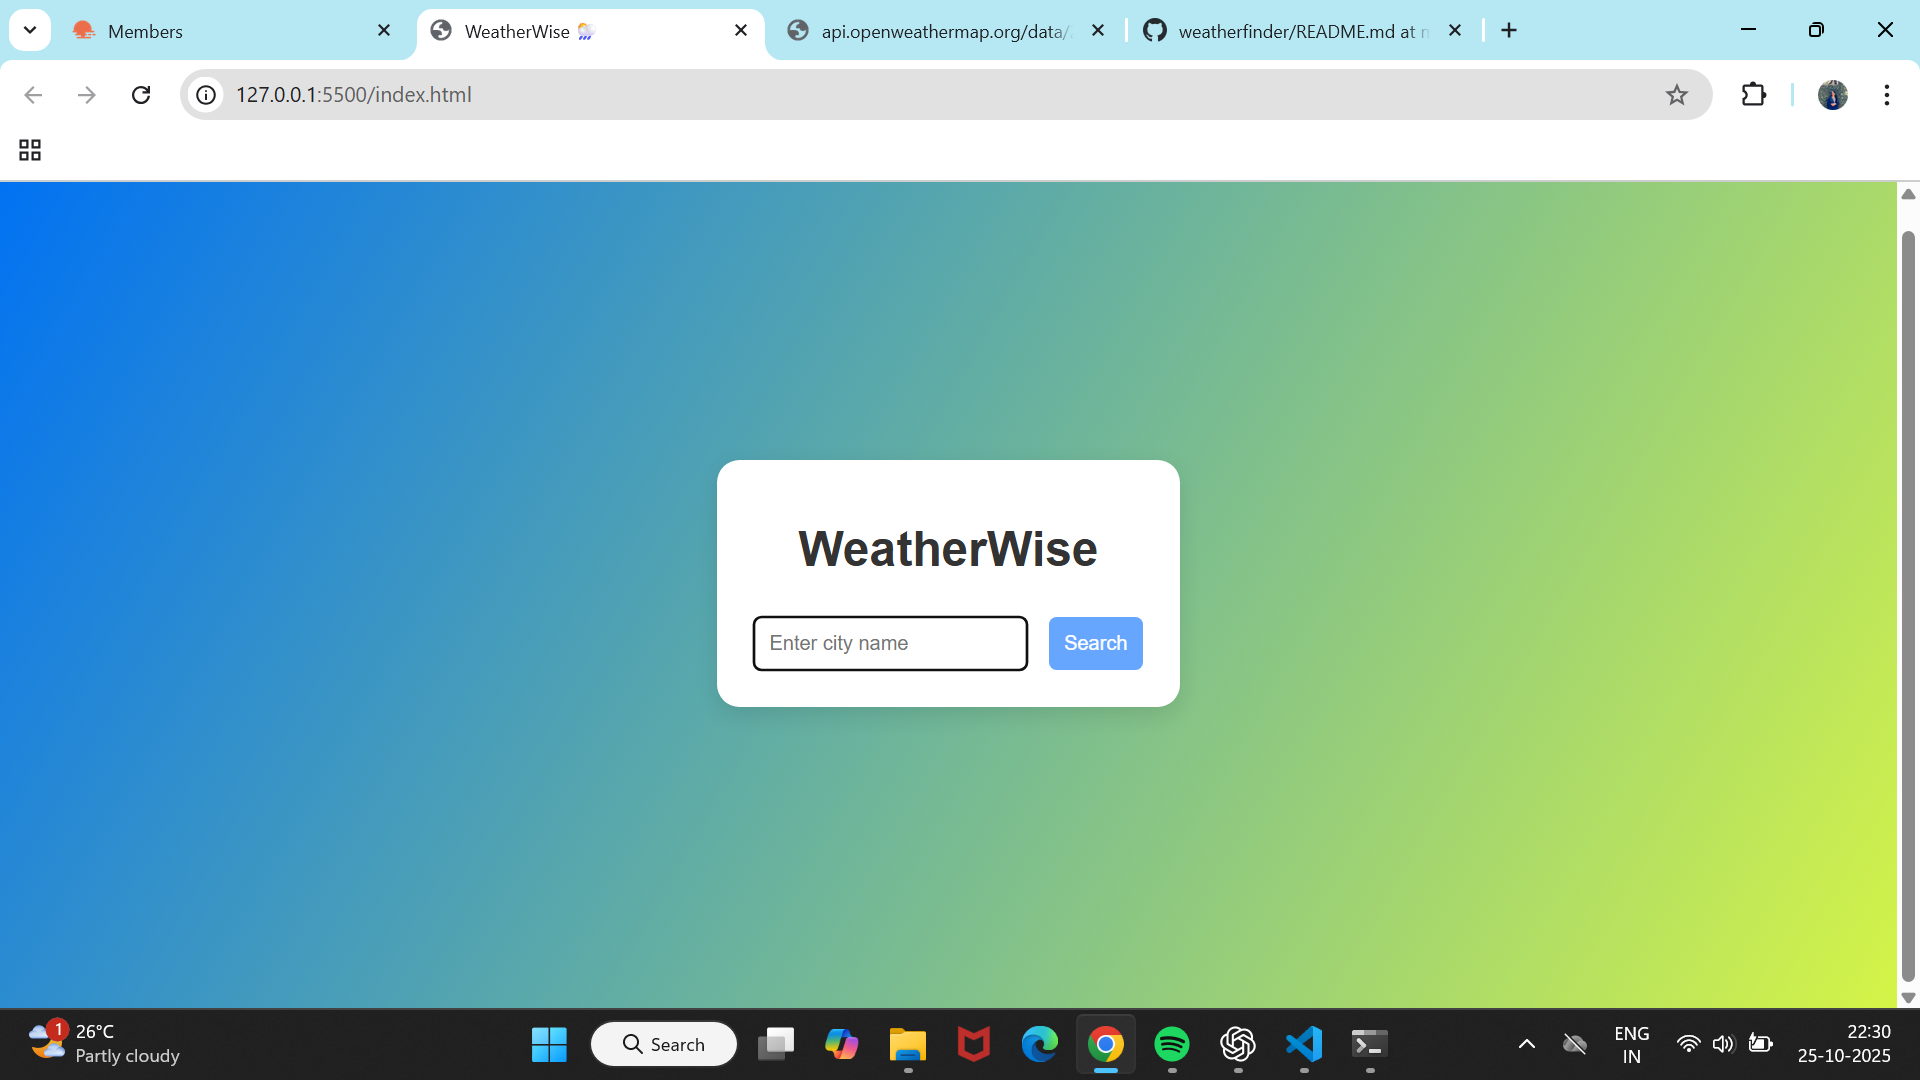 Members
WeatherWise
api.openweathermap.org/data/
weatherfinder/README.md at
127.0.0.1:5500/index.html
WeatherWise
Enter city name
Search
1
26°C
Partly cloudy
Search
ENG
IN
22:30
25-10-2025